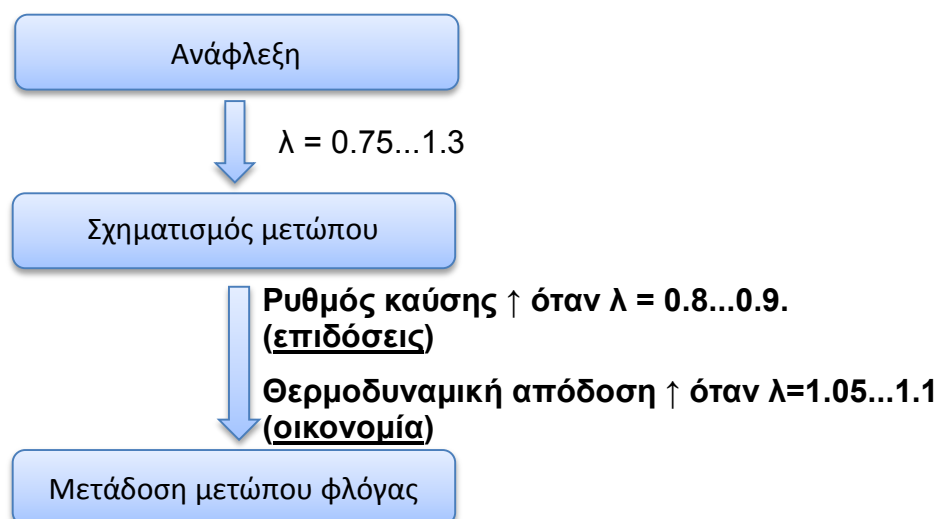 Ανάφλεξη
λ = 0.75...1.3
Σχηματισμός μετώπου
Ρυθμός καύσης ↑ όταν λ = 0.8...0.9.
(επιδόσεις)
Θερμοδυναμική απόδοση ↑ όταν λ=1.05...1.1
(οικονομία)
Μετάδοση μετώπου φλόγας